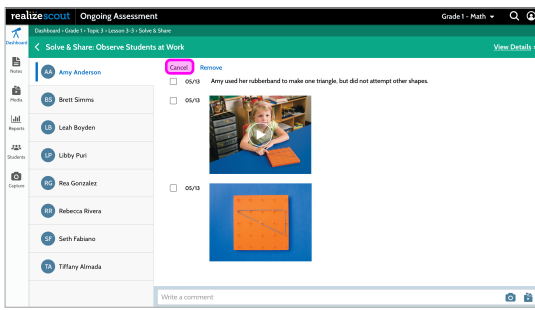 realizescout Ongoing Assessment Grade 1 - Math
Dashboard › Grade 1 › Topic 3 › Lesson 3-3 › Solve & Share
Dashboard
Solve & Share: Observe Students at Work
View Details
Notes
Media
Reports
Students
Capture
AA Amy Anderson
BS Brett Simms
LB Leah Boyden
LP Libby Puri
RG Rea Gonzalez
RR Rebecca Rivera
SF Seth Fabiano
TA Tiffany Almada
Cancel Remove
05/13 Amy used her rubberband to make one triangle, but did not attempt other shapes.
05/13
05/13
Write a comment